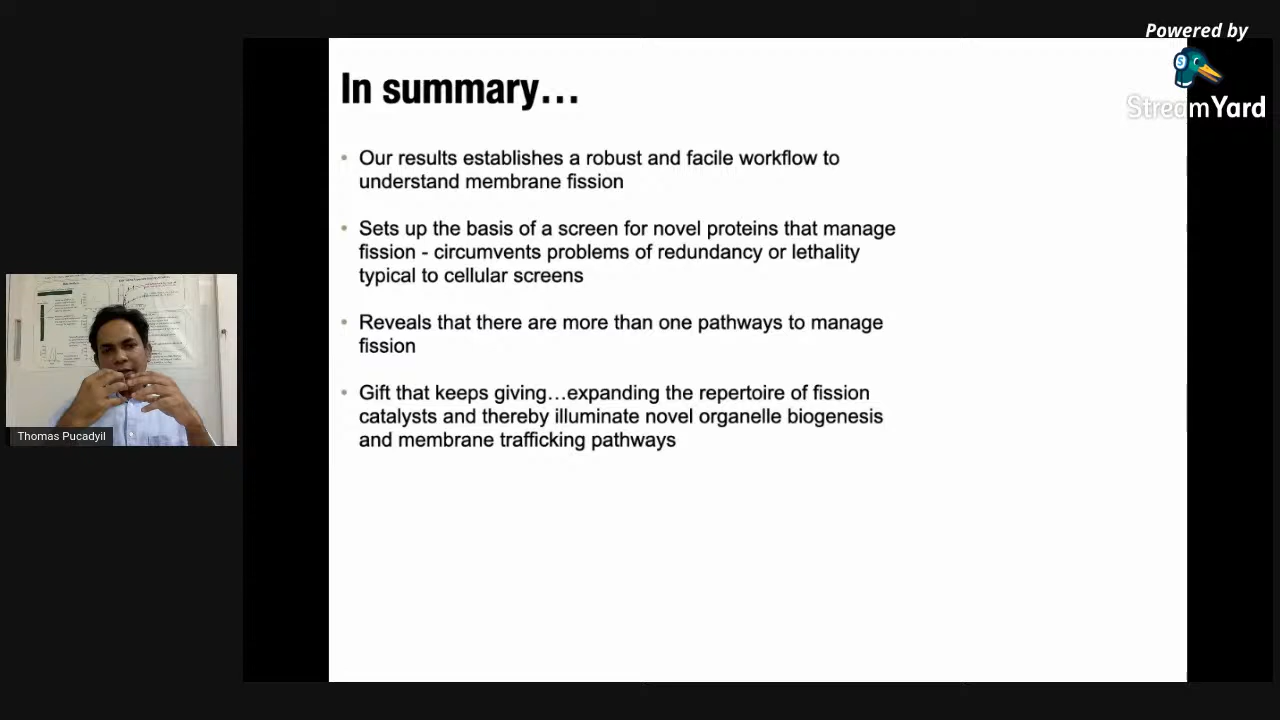 Powered by
StreamYard
In summary…
• Our results establishes a robust and facile workflow to
understand membrane fission
• Sets up the basis of a screen for novel proteins that manage
fission - circumvents problems of redundancy or lethality
typical to cellular screens
• Reveals that there are more than one pathways to manage
fission
• Gift that keeps giving…expanding the repertoire of fission
catalysts and thereby illuminate novel organelle biogenesis
and membrane trafficking pathways
Thomas Pucadyil